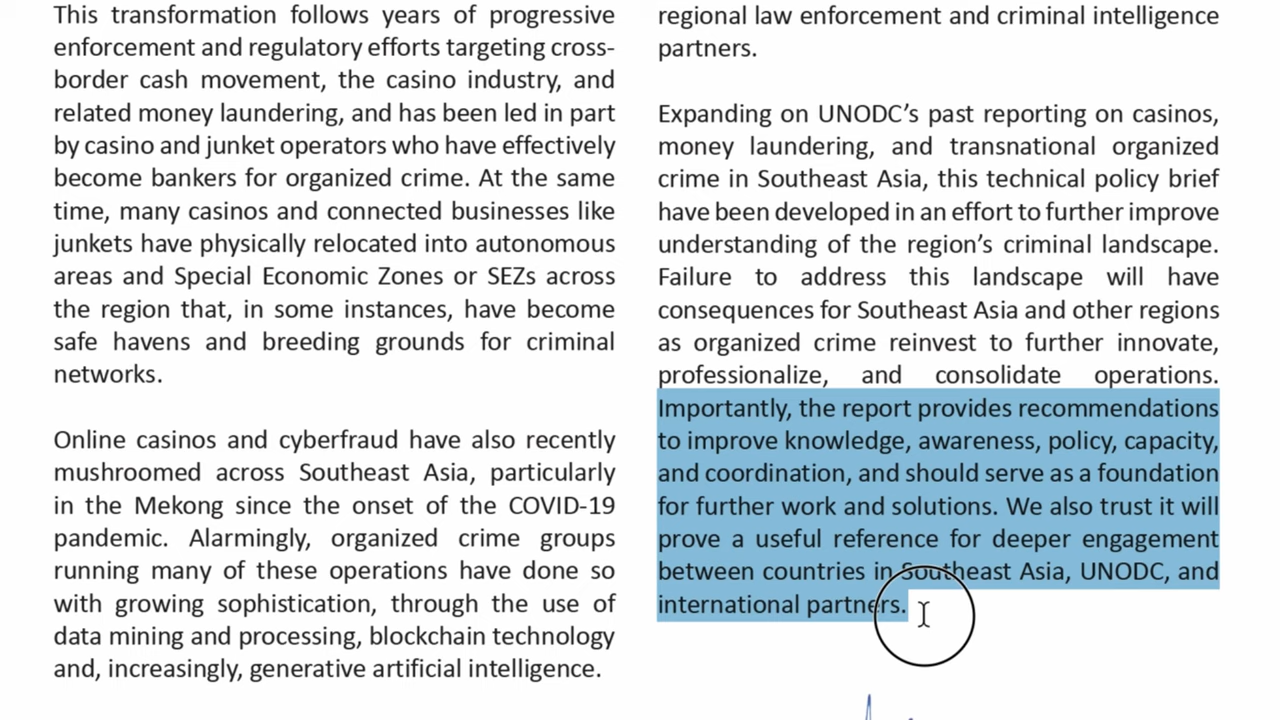 This transformation follows years of progressive
enforcement and regulatory efforts targeting cross-
border cash movement, the casino industry, and
related money laundering, and has been led in part
by casino and junket operators who have effectively
become bankers for organized crime. At the same
time, many casinos and connected businesses like
junkets have physically relocated into autonomous
areas and Special Economic Zones or SEZs across
the region that, in some instances, have become
safe havens and breeding grounds for criminal
networks.
Online casinos and cyberfraud have also recently
mushroomed across Southeast Asia, particularly
in the Mekong since the onset of the COVID-19
pandemic. Alarmingly, organized crime groups
running many of these operations have done so
with growing sophistication, through the use of
data mining and processing, blockchain technology
and, increasingly, generative artificial intelligence.
regional law enforcement and criminal intelligence
partners.
Expanding on UNODC’s past reporting on casinos,
money laundering, and transnational organized
crime in Southeast Asia, this technical policy brief
have been developed in an effort to further improve
understanding of the region’s criminal landscape.
Failure to address this landscape will have
consequences for Southeast Asia and other regions
as organized crime reinvest to further innovate,
professionalize, and consolidate operations.
Importantly, the report provides recommendations
to improve knowledge, awareness, policy, capacity,
and coordination, and should serve as a foundation
for further work and solutions. We also trust it will
prove a useful reference for deeper engagement
between countries in Southeast Asia, UNODC, and
international partners.